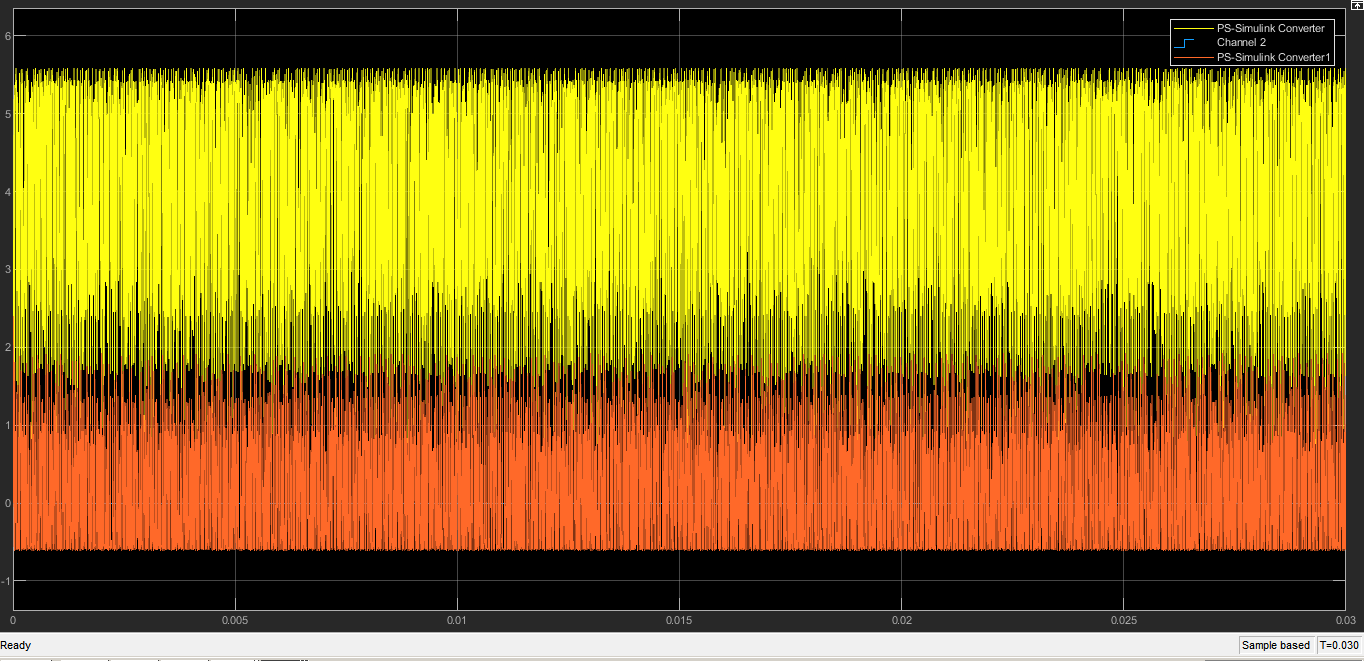 PS-Simulink Converter
Channel 2
PS-Simulink Converter1
6
5
4
3
2
1
0
-1
0 0.005 0.01 0.015 0.02 0.025 0.03
Ready Sample based T=0.030